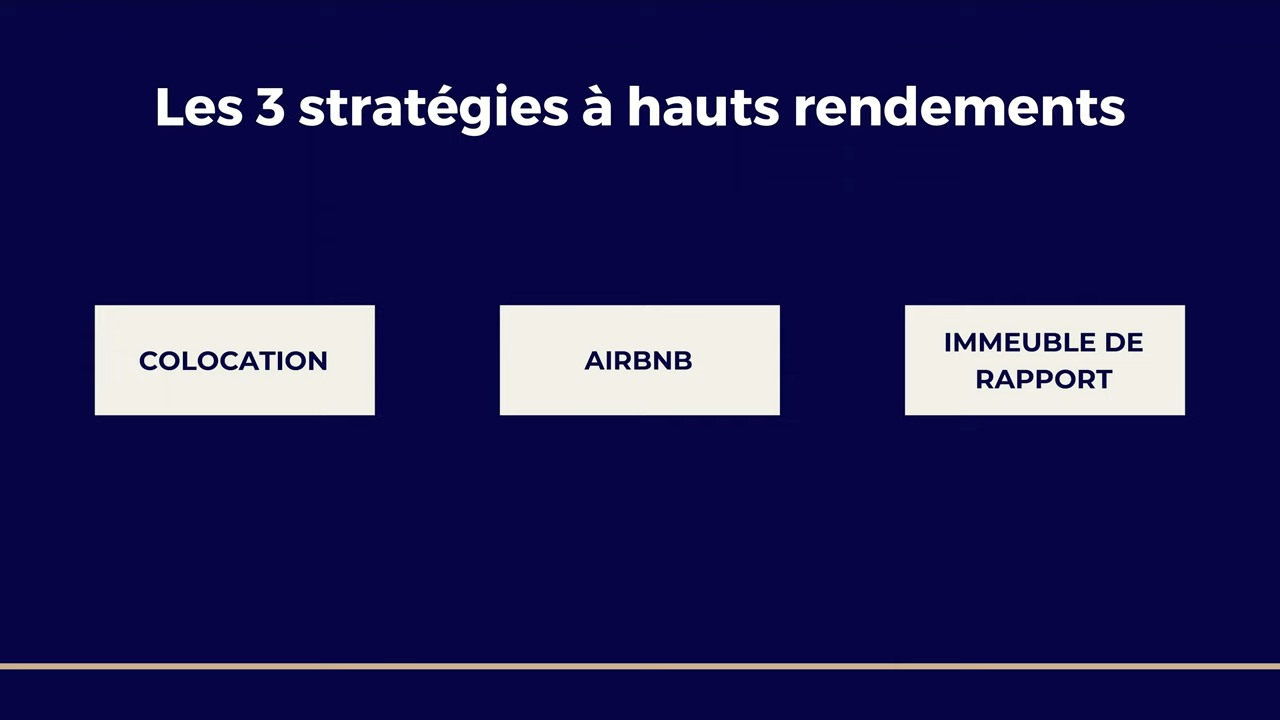 Les 3 stratégies à hauts rendements
COLOCATION
AIRBNB
IMMEUBLE DE
RAPPORT